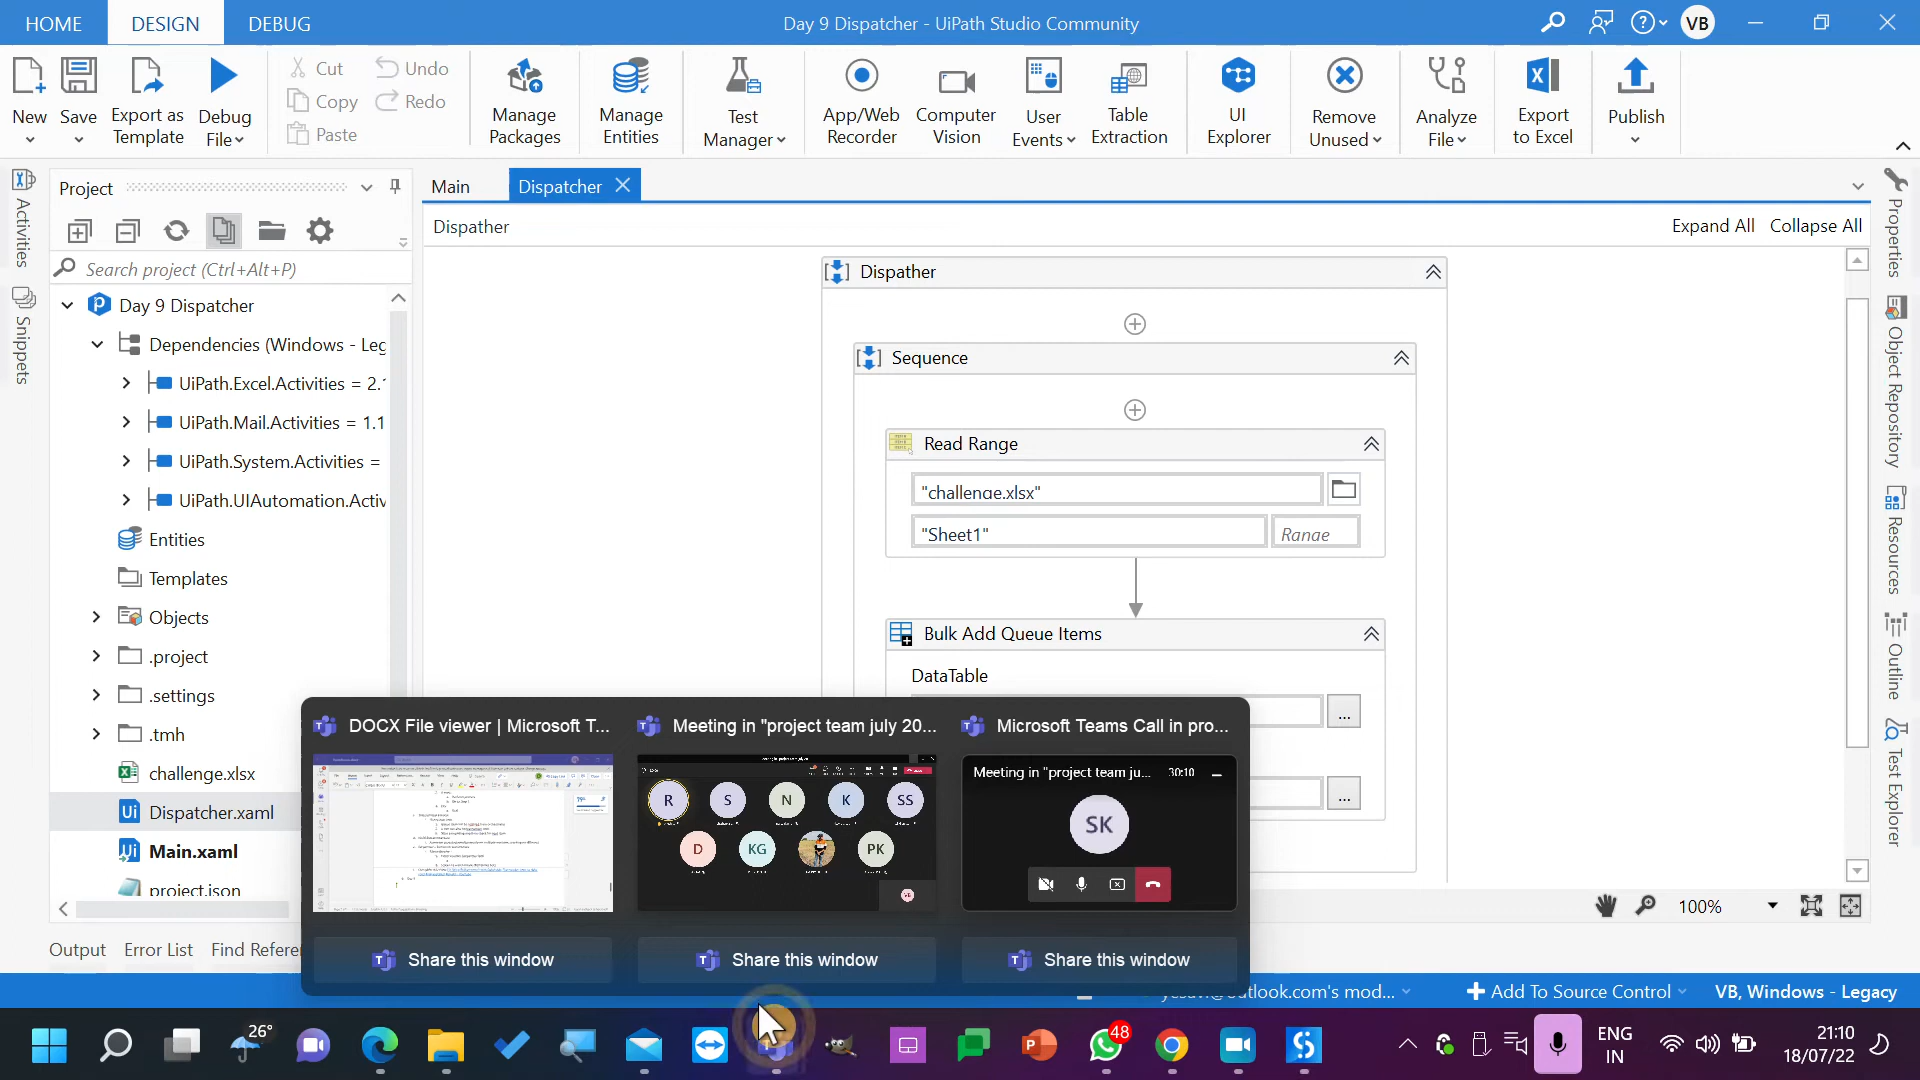 HOME
DESIGN
DEBUG
Day 9 Dispatcher - UiPath Studio Community
VB
New
Save
Export as Template
Debug File
Cut
Copy
Paste
Undo
Redo
Manage Packages
Manage Entities
Test Manager
App/Web Recorder
Computer Vision
User Events
Table Extraction
UI Explorer
Remove Unused
Analyze File
Export to Excel
Publish
Activities
Snippets
Project
Search project (Ctrl+Alt+P)
Day 9 Dispatcher
Dependencies (Windows - Leg
UiPath.Excel.Activities = 2.
UiPath.Mail.Activities = 1.1
UiPath.System.Activities =
UiPath.UIAutomation.Activ
Entities
Templates
Objects
.project
.settings
.tmh
challenge.xlsx
Dispatcher.xaml
Main.xaml
project.json
Output
Error List
Find Refere
Main
Dispatcher
Dispather
Expand All
Collapse All
Dispather
Sequence
Read Range
"challenge.xlsx"
"Sheet1"
Range
Bulk Add Queue Items
DataTable
...
...
100%
Properties
Object Repository
Resources
Outline
Test Explorer
DOCX File viewer | Microsoft T...
Meeting in "project team july 20...
Microsoft Teams Call in pro...
R
S
N
K
SS
D
KG
PK
Meeting in "project team ju...
30:10
SK
Share this window
Share this window
Share this window
outlook.com's mod...
Add To Source Control
VB, Windows - Legacy
26°
48
ENG
IN
21:10
18/07/22